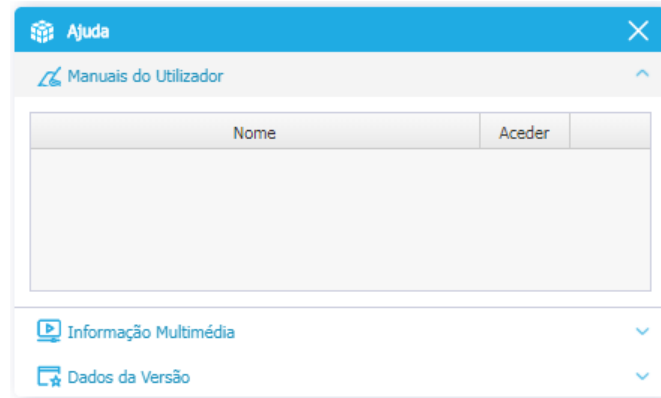 Ajuda
Manuais do Utilizador
Nome Aceder
Informação Multimédia
Dados da Versão